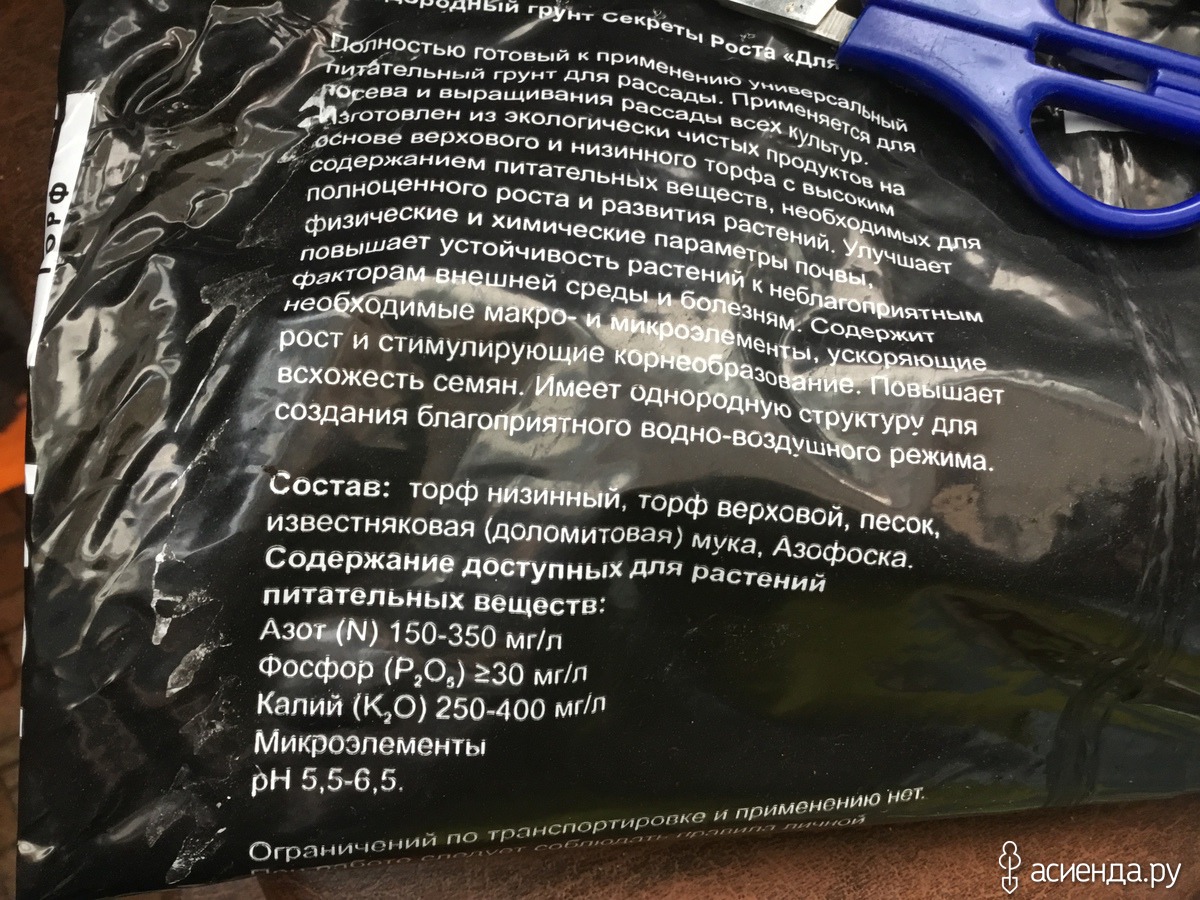 грунт Секреты Роста «Для
Полностью готовый к применению универсальный
питательный грунт для рассады. Применяется для
посева и выращивания рассады всех культур.
Изготовлен из экологически чистых продуктов на
основе верхового и низинного торфа с высоким
содержанием питательных веществ, необходимых для
полноценного роста и развития растений. Улучшает
физические и химические параметры почвы,
повышает устойчивость растений к неблагоприятным
факторам внешней среды и болезням. Содержит
необходимые макро- и микроэлементы, ускоряющие
рост и стимулирующие корнеобразование. Повышает
всхожесть семян. Имеет однородную структуру для
создания благоприятного водно-воздушного режима.
Состав: торф низинный, торф верховой, песок,
известняковая (доломитовая) мука, Азофоска.
Содержание доступных для растений
питательных веществ:
Азот (N) 150-350 мг/л
Фосфор (P₂O₅) ≥30 мг/л
Калий (K₂O) 250-400 мг/л
Микроэлементы
pH 5,5-6,5.
Ограничений по транспортировке и применению нет.
следует соблюдать правила личной
ТОРФ
асиенда.ру